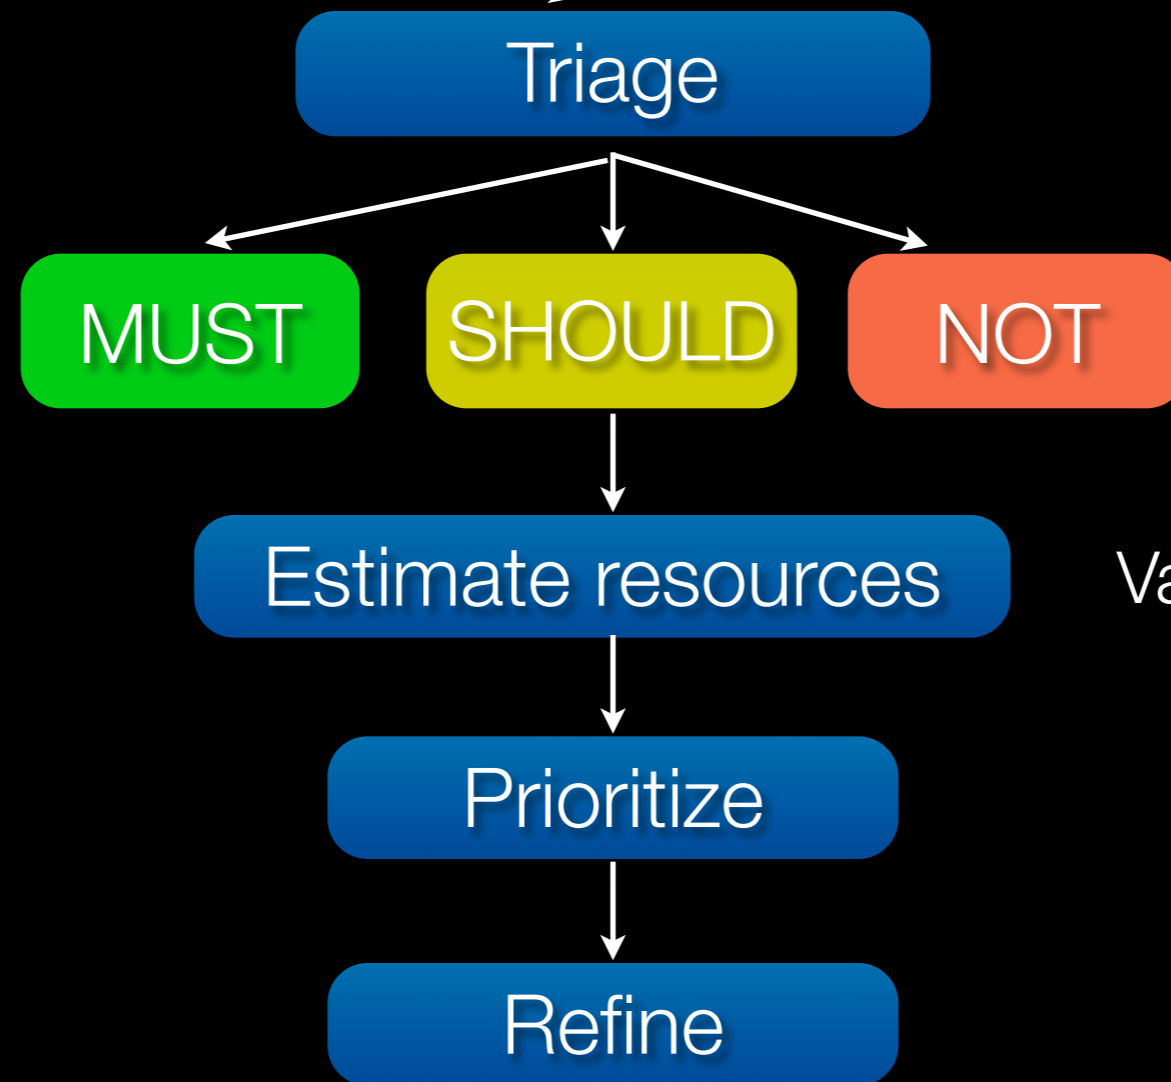 Triage
MUST
SHOULD
NOT
Estimate resources
Prioritize
Refine